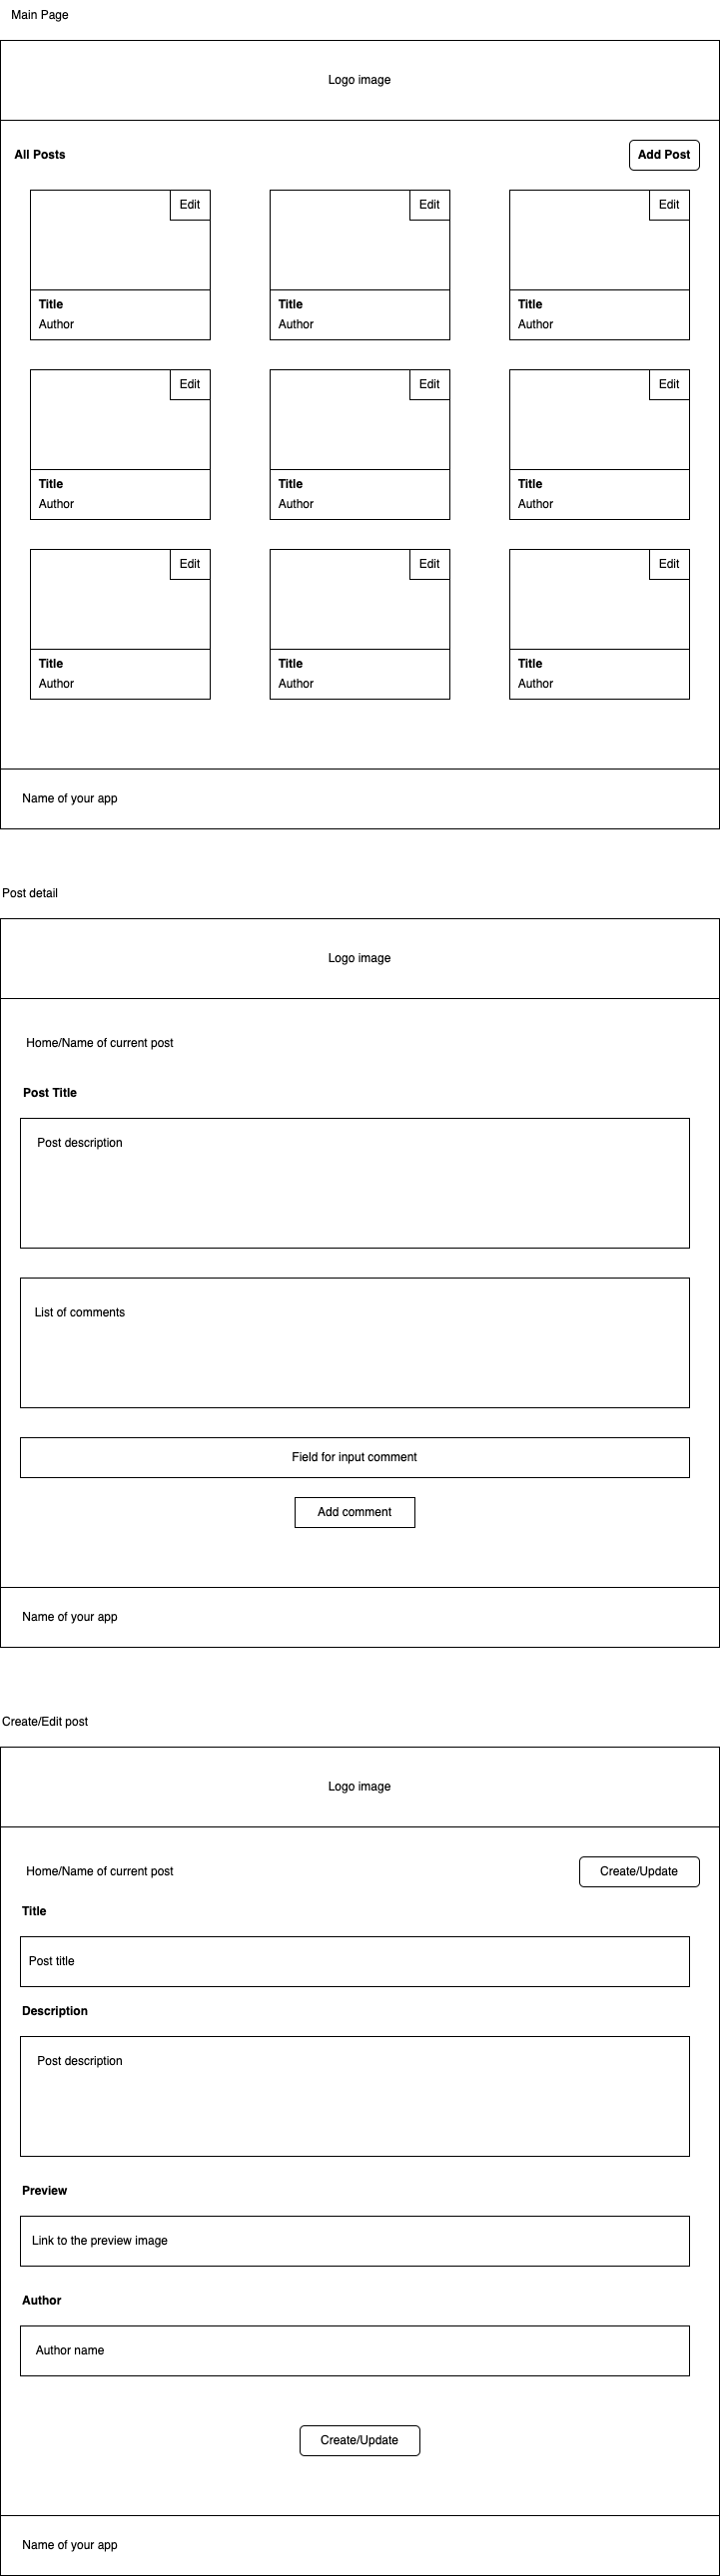 Main Page
Logo image
All Posts
Add Post
Edit
Edit
Edit
Title
Title
Title
Author
Author
Author
Edit
Edit
Edit
Title
Title
Title
Author
Author
Author
Edit
Edit
Edit
Title
Title
Title
Author
Author
Author
Name of your app
Post detail
Logo image
Home/Name of current post
Post Title
Post description
List of comments
Field for input comment
Add comment
Name of your app
Create/Edit post
Logo image
Home/Name of current post
Create/Update
Title
Post title
Description
Post description
Preview
Link to the preview image
Author
Author name
Create/Update
Name of your app